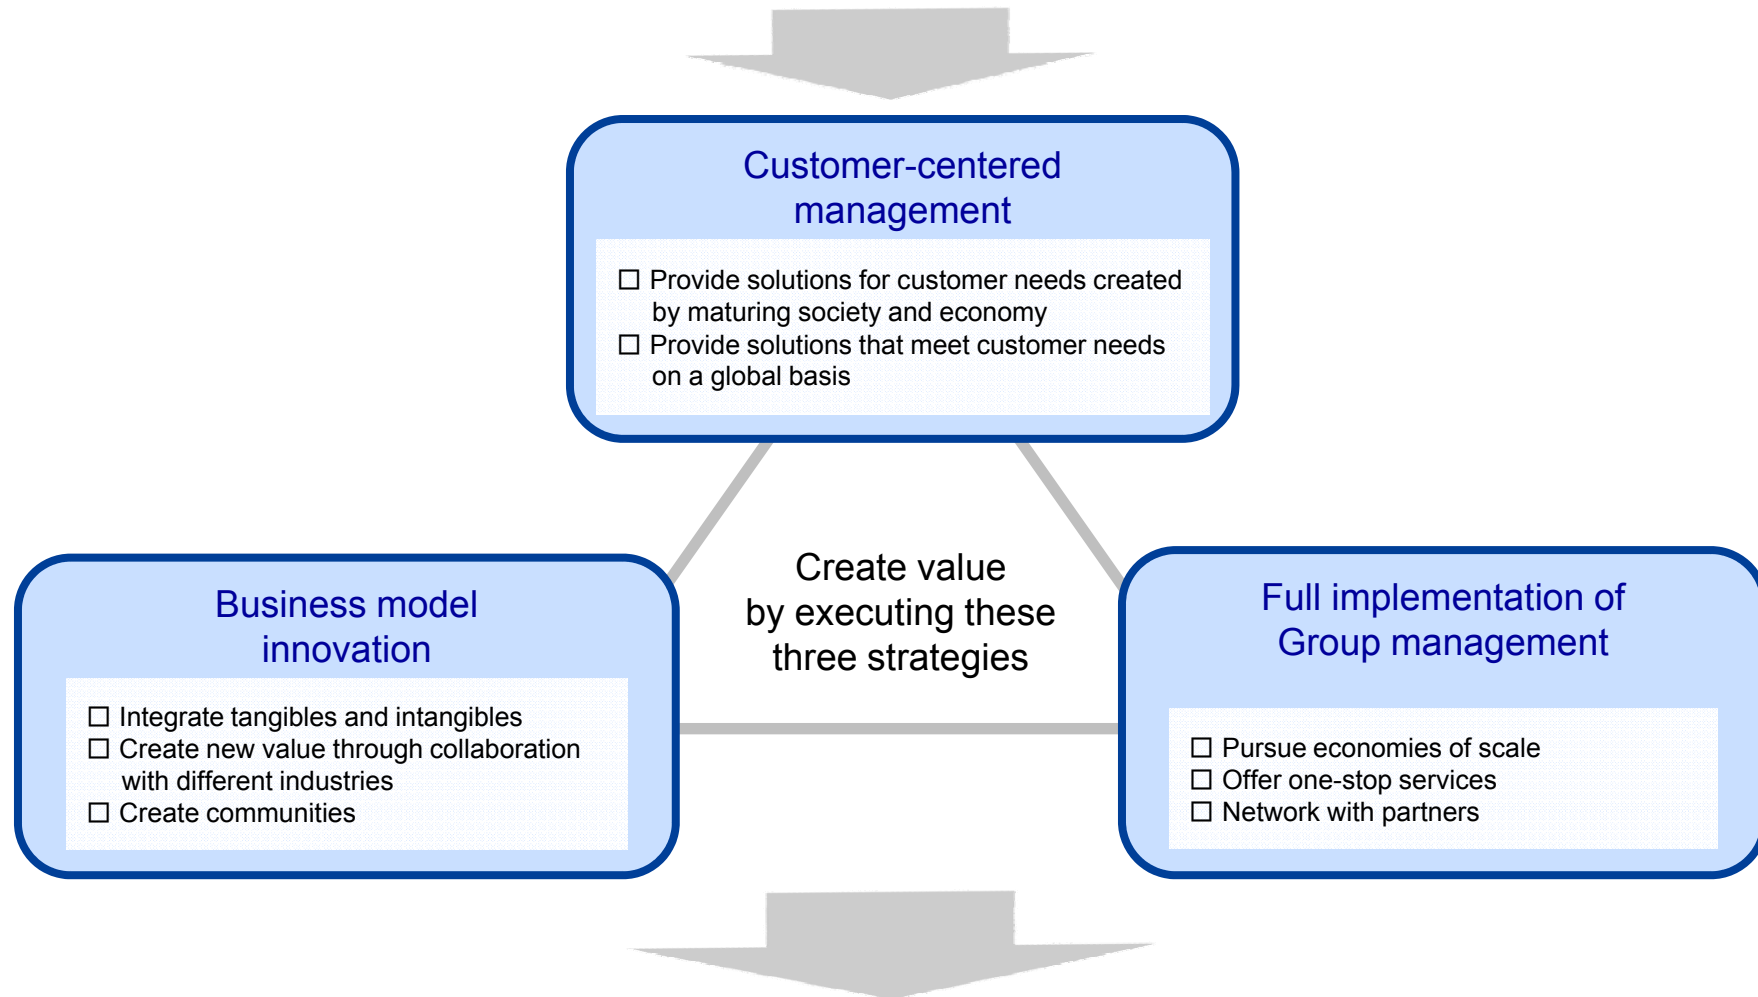 Customer-centered
management
☐ Provide solutions for customer needs created
by maturing society and economy
☐ Provide solutions that meet customer needs
on a global basis
Create value
by executing these
three strategies
Business model
innovation
☐ Integrate tangibles and intangibles
☐ Create new value through collaboration
with different industries
☐ Create communities
Full implementation of
Group management
☐ Pursue economies of scale
☐ Offer one-stop services
☐ Network with partners